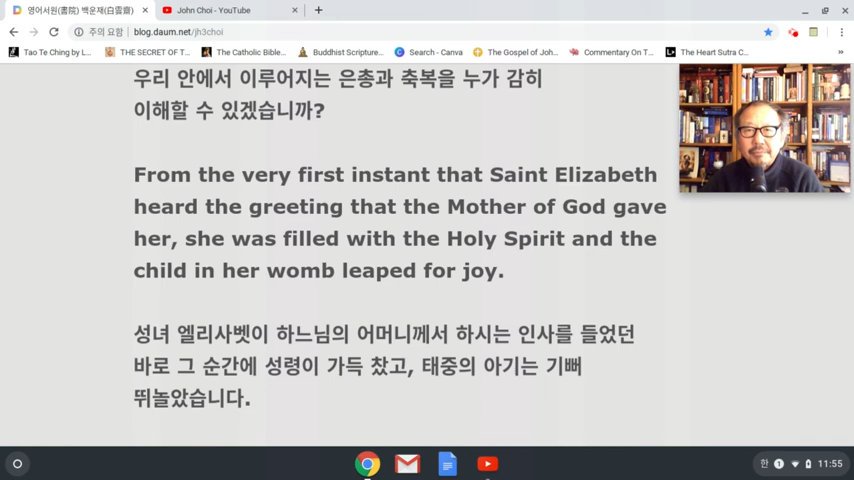 영어서원(書院) 백운재(白雲齋)
John Choi - YouTube
주의 요함
blog.daum.net/jh3choi
Tao Te Ching by L...
THE SECRET OF T...
The Catholic Bible...
Buddhist Scripture...
Search - Canva
The Gospel of Joh...
Commentary On T...
The Heart Sutra C...
우리 안에서 이루어지는 은총과 축복을 누가 감히
이해할 수 있겠습니까?
From the very first instant that Saint Elizabeth
heard the greeting that the Mother of God gave
her, she was filled with the Holy Spirit and the
child in her womb leaped for joy.
성녀 엘리사벳이 하느님의 어머니께서 하시는 인사를 들었던
바로 그 순간에 성령이 가득 찼고, 태중의 아기는 기뻐
뛰놀았습니다.
한 1 11:55